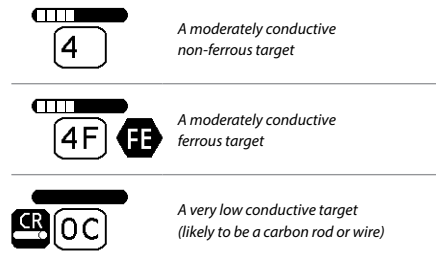 4
A moderately conductive
non-ferrous target
4F FE
A moderately conductive
ferrous target
CR 0C
A very low conductive target
(likely to be a carbon rod or wire)